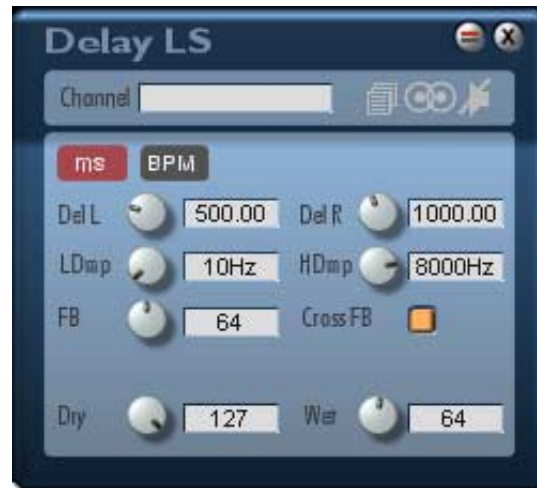 Delay LS
Channel
ms BPM
Del L 500.00 Del R 1000.00
LDmp 10Hz HDmp 8000Hz
FB 64 Cross FB
Dry 127 Wet 64